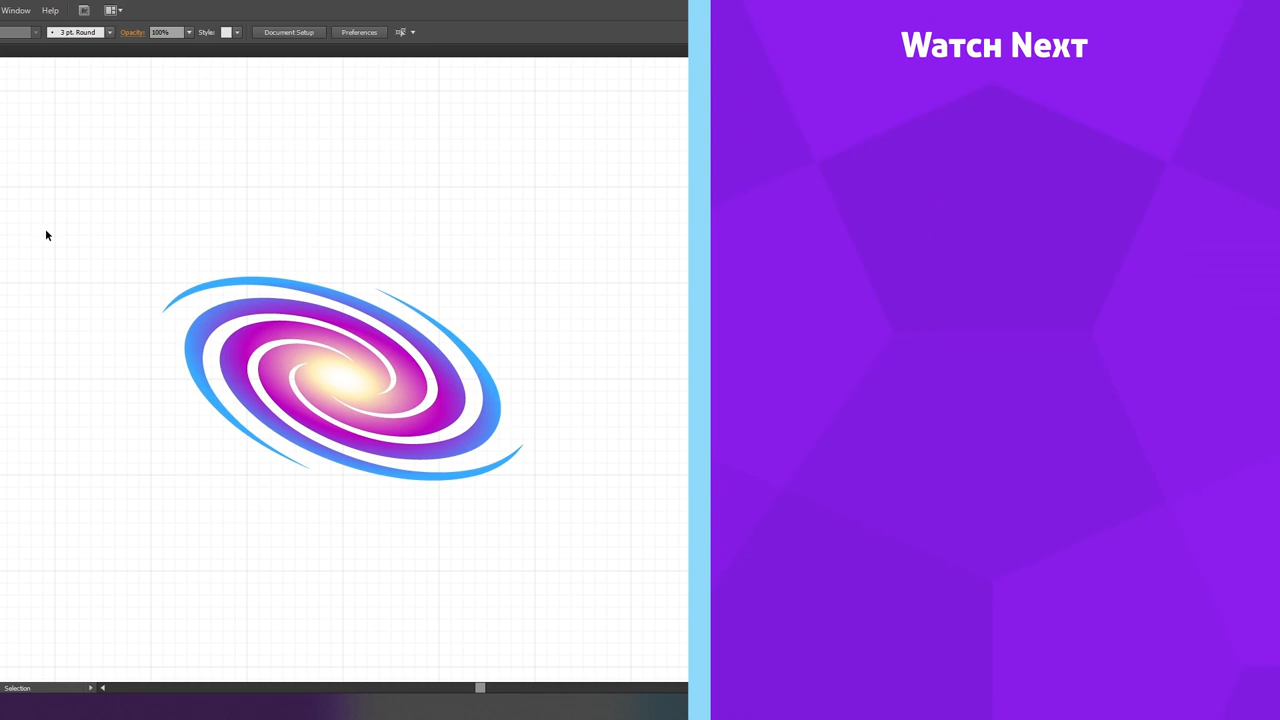 Window Help
3 pt. Round Opacity: 100% Style: Document Setup Preferences
Watch Next
Selection